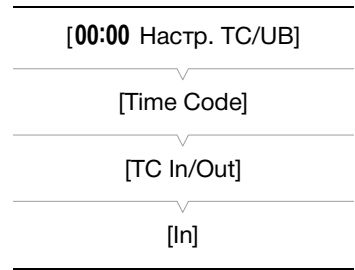 [00:00 Настр. TC/UB]
[Time Code]
[TC In/Out]
[In]